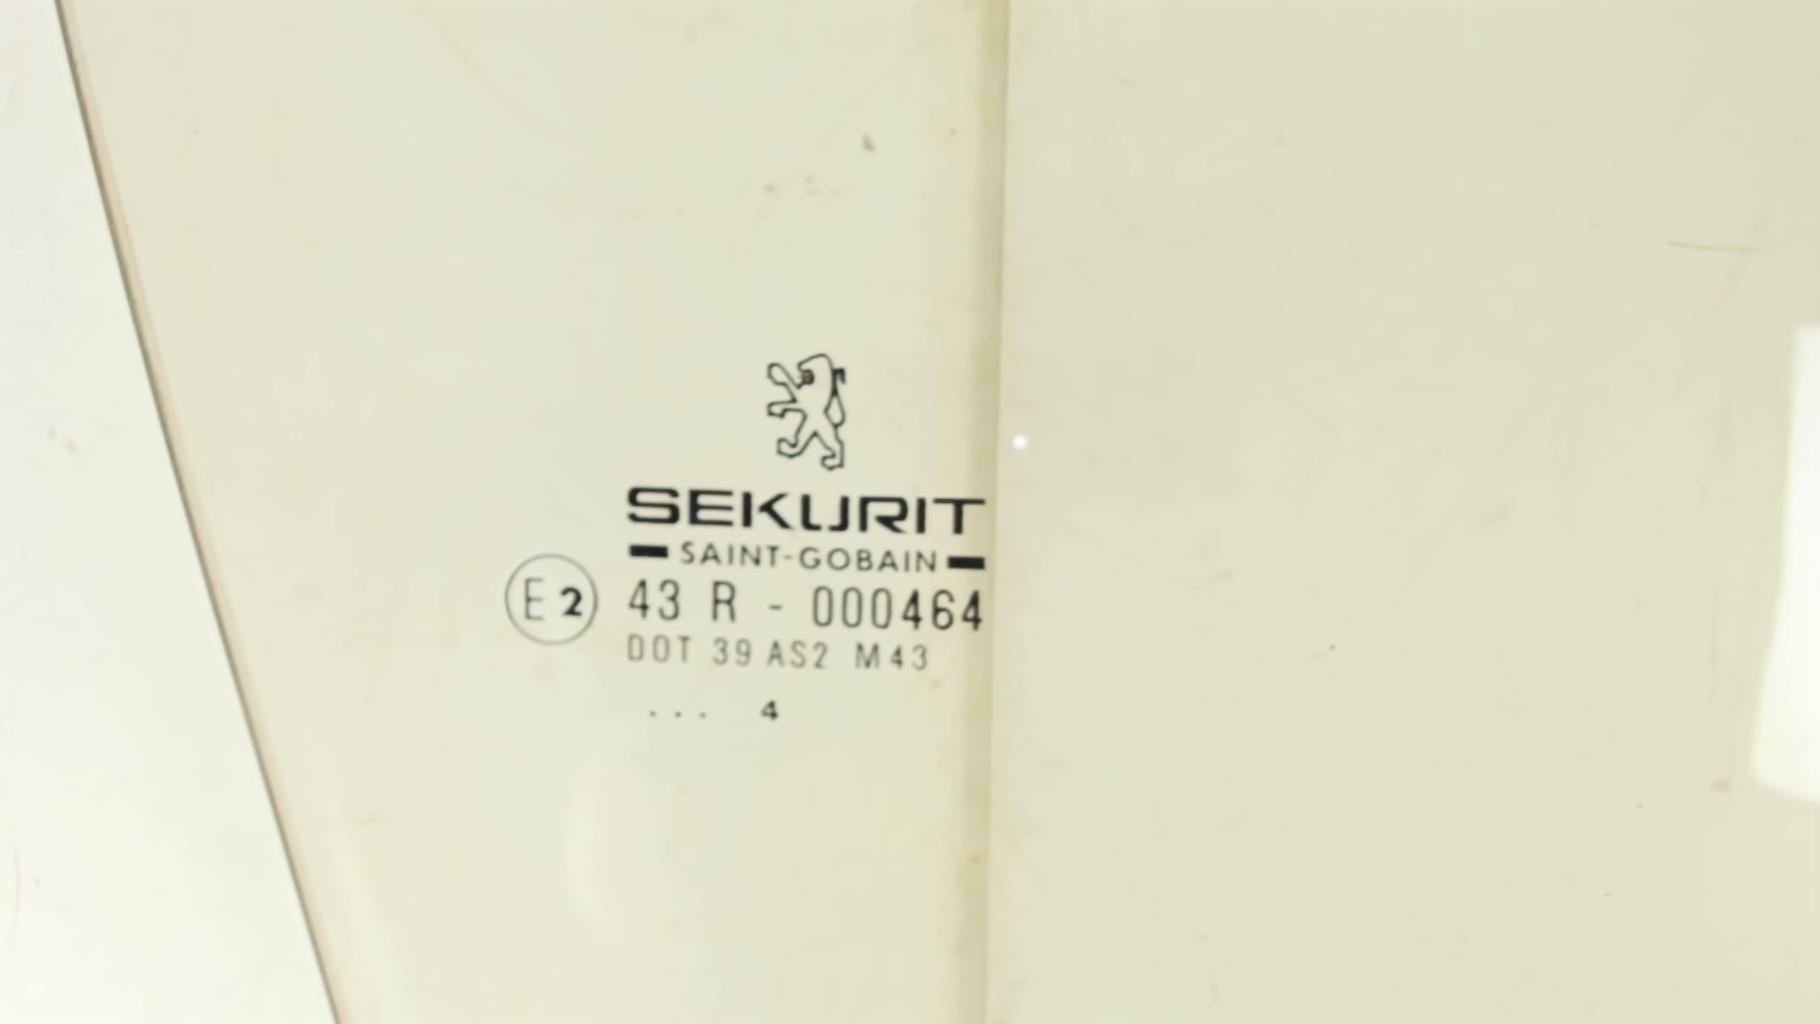 SEKURIT
SAINT-GOBAIN
E2 43 R - 000464
DOT 39 AS2 M43
... 4